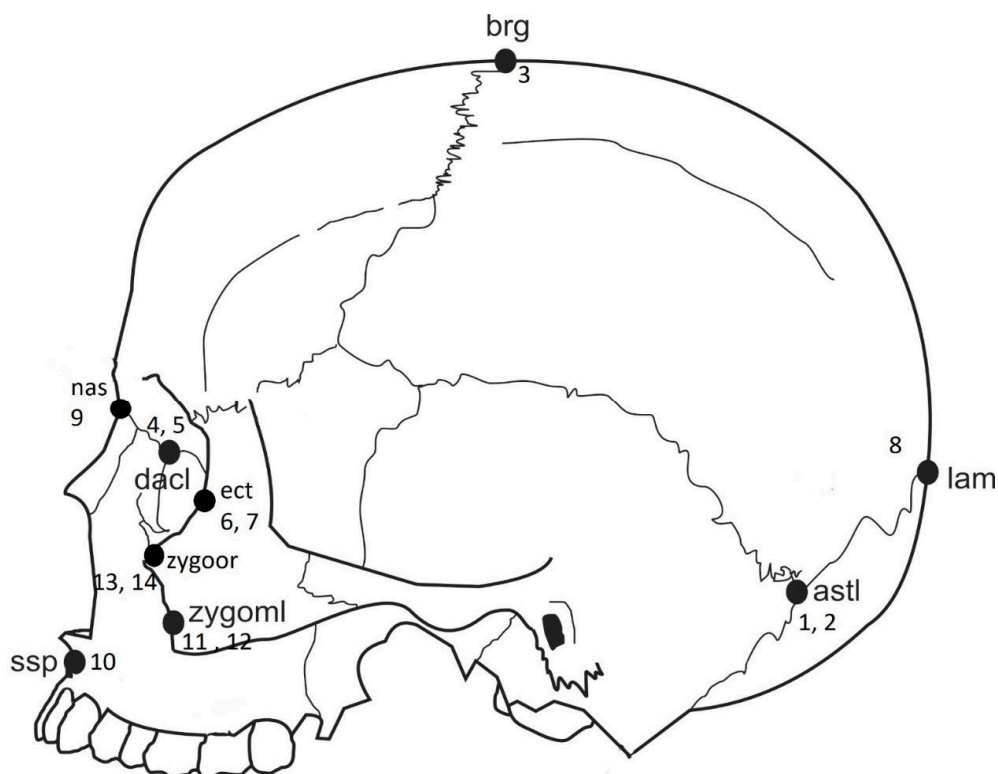 brg
3
nas
9
4, 5
dacl
ect
6, 7
8
lam
zygoor
13, 14
zygoml
11 , 12
astl
1, 2
ssp
10